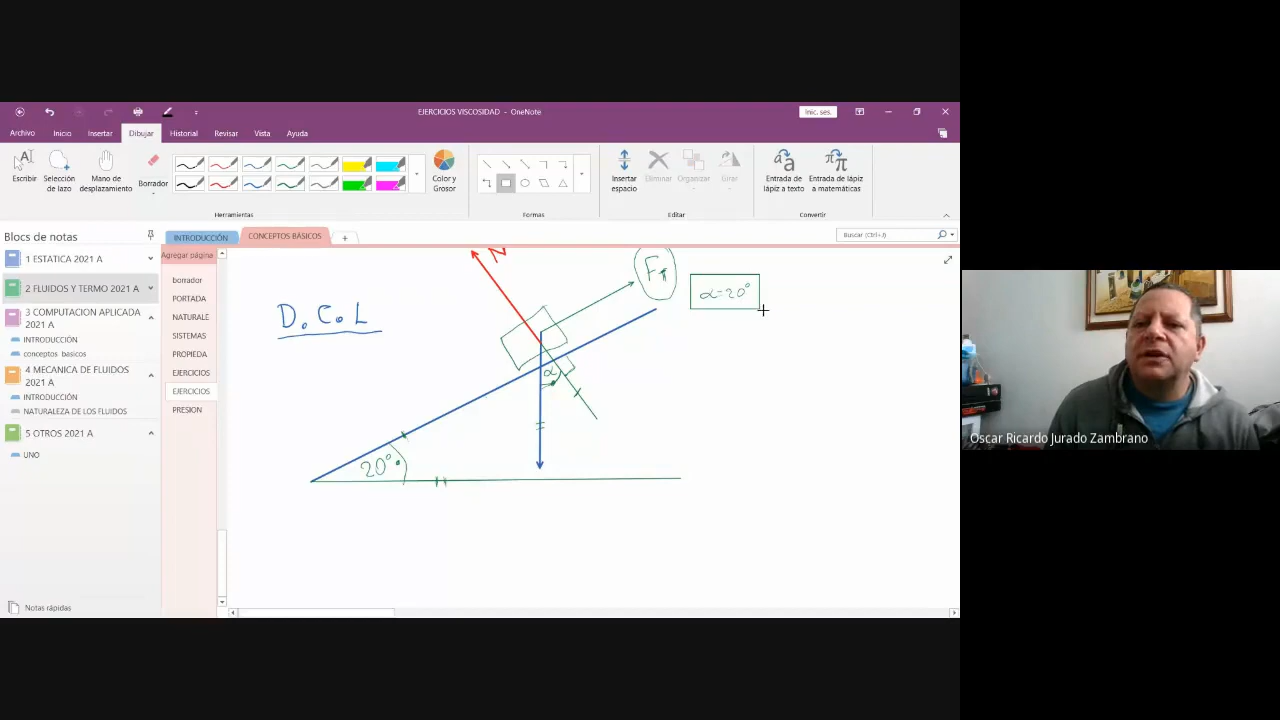 EJERCICIOS VISCOSIDAD - OneNote
Inic. ses.
Archivo Inicio Insertar Dibujar Historial Revisar Vista Ayuda
Escribir
Selección de lazo
Mano de desplazamiento
Borrador
Color y Grosor
Insertar espacio
Eliminar
Organizar
Girar
Entrada de lápiz a texto
Entrada de lápiz a matemáticas
Herramientas
Formas
Editar
Convertir
Blocs de notas
INTRODUCCIÓN
CONCEPTOS BÁSICOS
Buscar (Ctrl+J)
1 ESTATICA 2021 A
2 FLUIDOS Y TERMO 2021 A
3 COMPUTACION APLICADA 2021 A
INTRODUCCIÓN
conceptos basicos
4 MECANICA DE FLUIDOS 2021 A
INTRODUCCIÓN
NATURALEZA DE LOS FLUIDOS
5 OTROS 2021 A
UNO
Notas rápidas
Agregar página
borrador
PORTADA
NATURALE
SISTEMAS
PROPIEDA
EJERCICIOS
EJERCICIOS
PRESION
D.C.L
N
α=20°
α
20°
Oscar Ricardo Jurado Zambrano